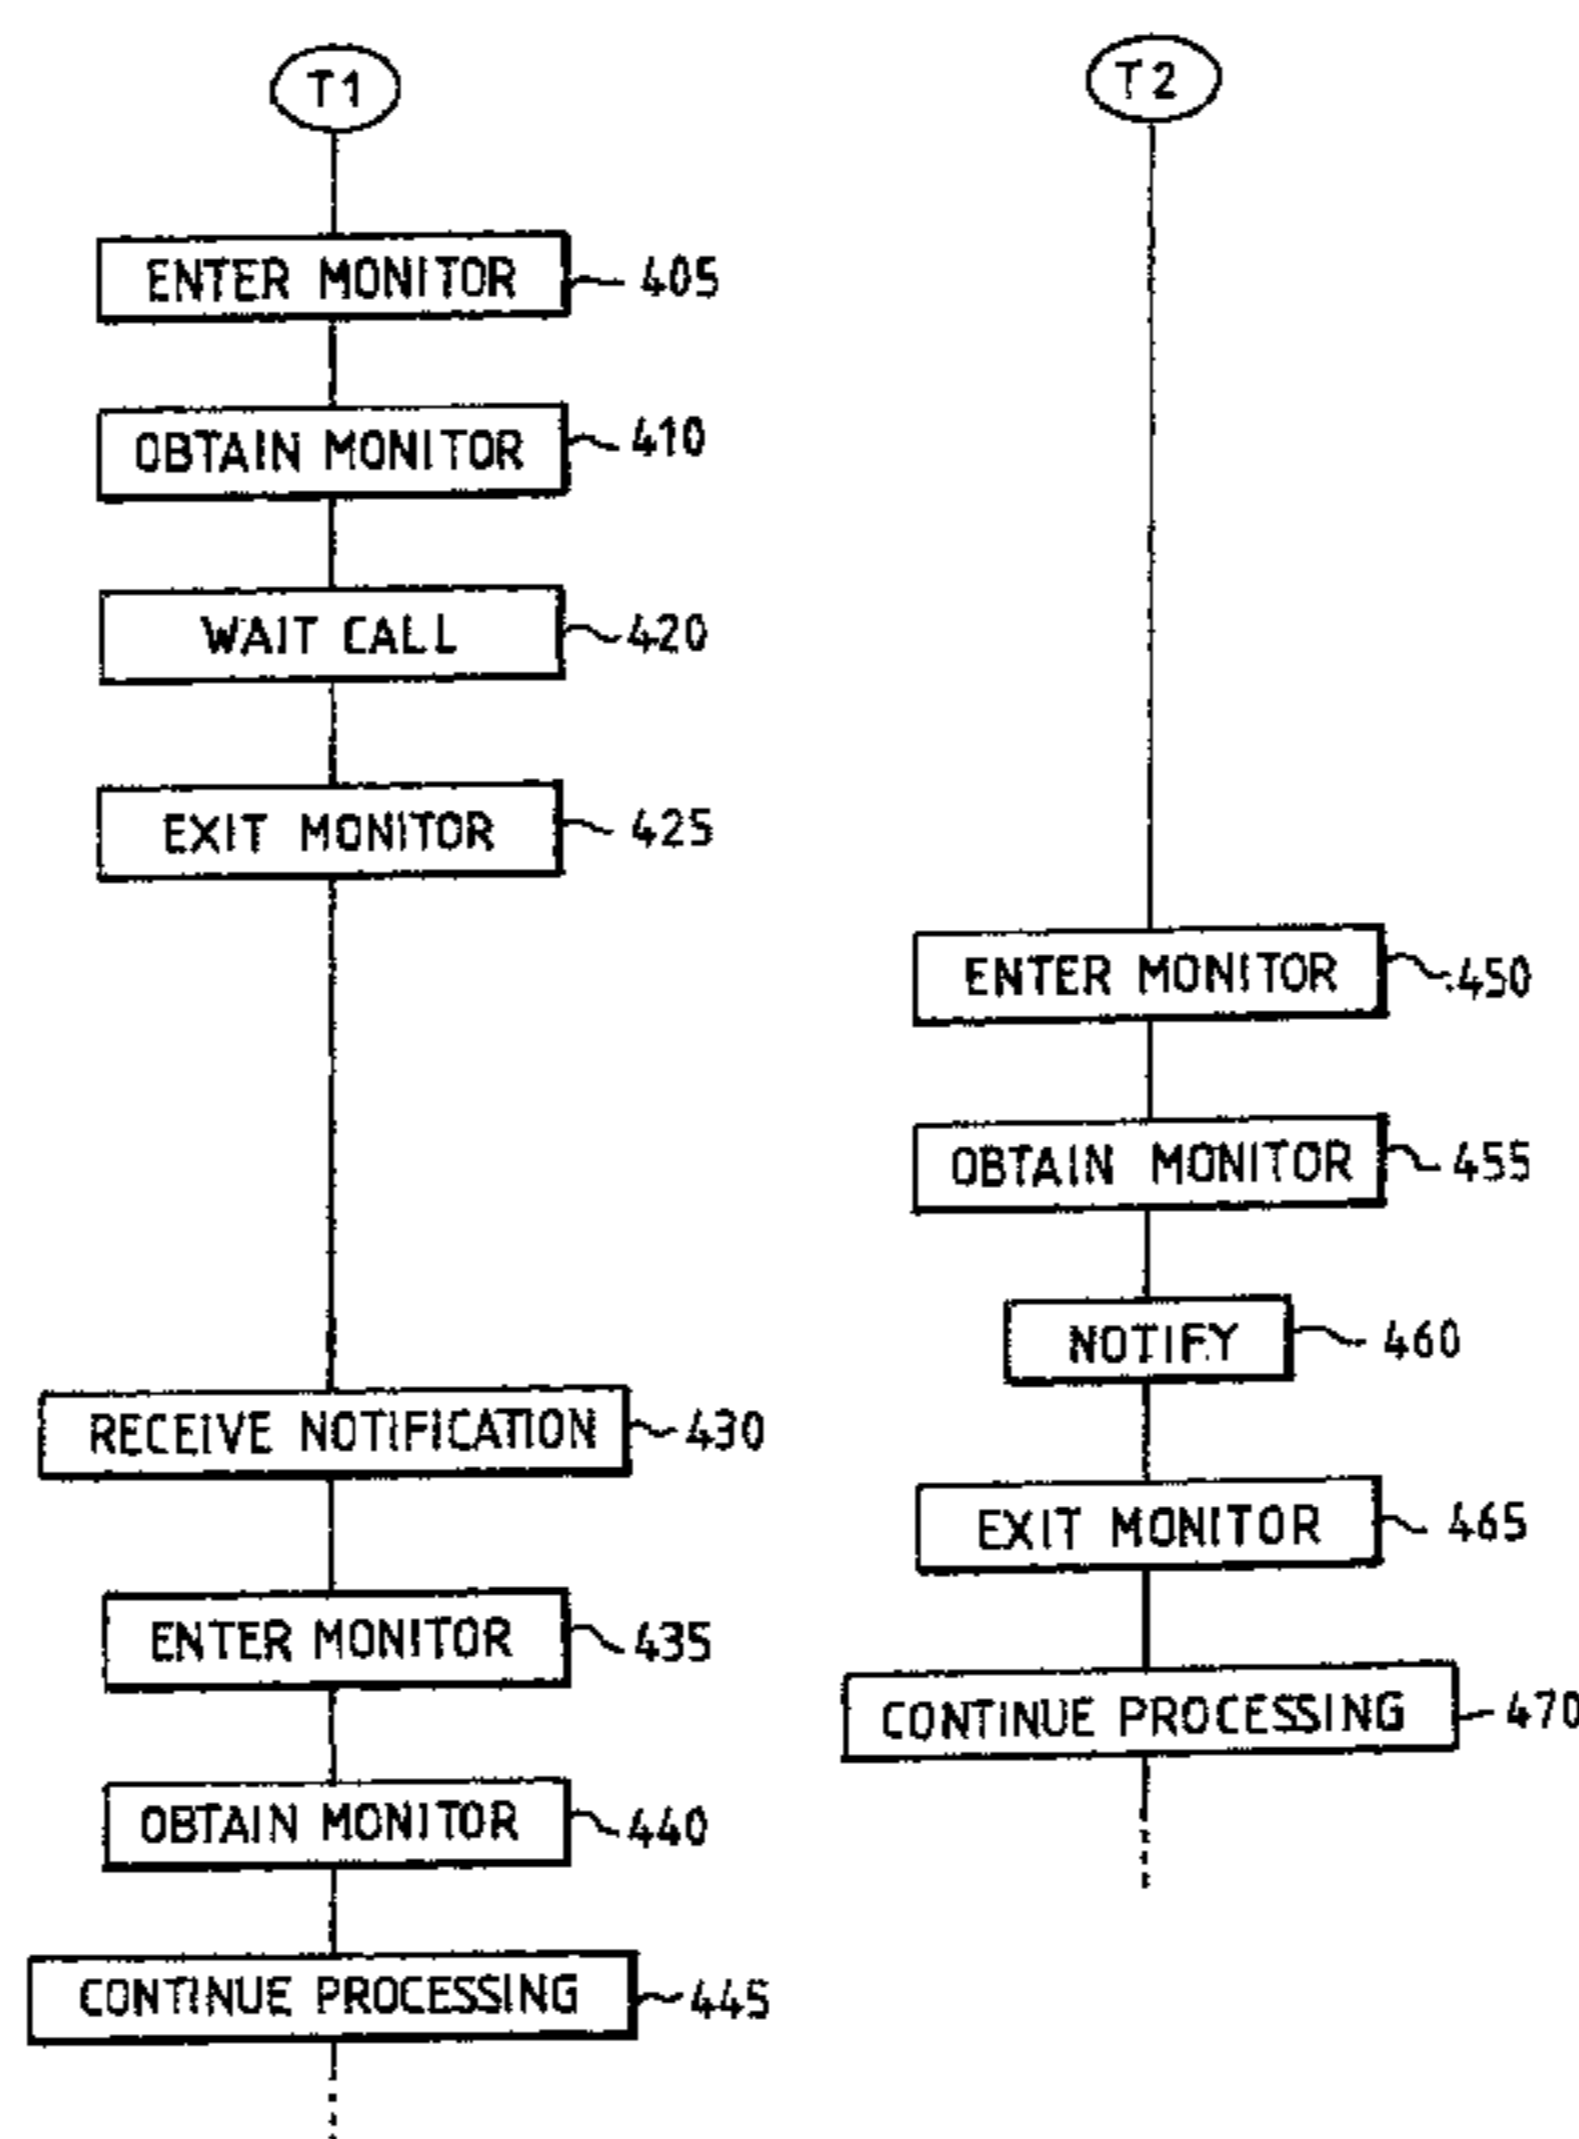 T1
ENTER MONITOR 405
OBTAIN MONITOR 410
WAIT CALL 420
EXIT MONITOR 425
RECEIVE NOTIFICATION 430
ENTER MONITOR 435
OBTAIN MONITOR 440
CONTINUE PROCESSING 445
T2
ENTER MONITOR 450
OBTAIN MONITOR 455
NOTIFY 460
EXIT MONITOR 465
CONTINUE PROCESSING 470